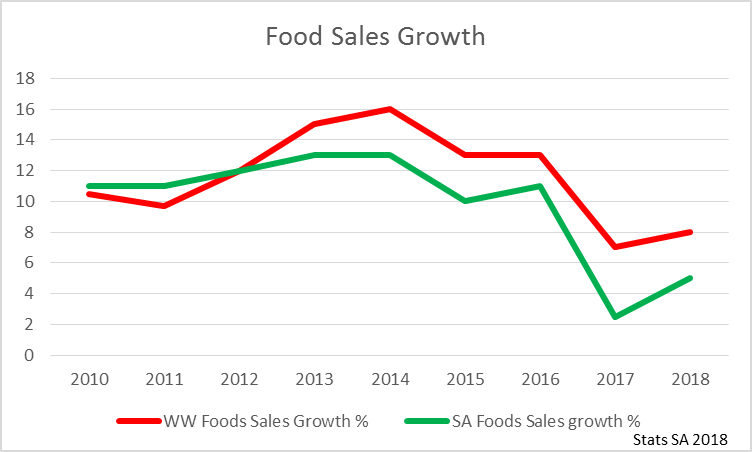 Food Sales Growth
18
16
14
12
10
8
6
4
2
0
2010 2011 2012 2013 2014 2015 2016 2017 2018
WW Foods Sales Growth % SA Foods Sales growth %
Stats SA 2018